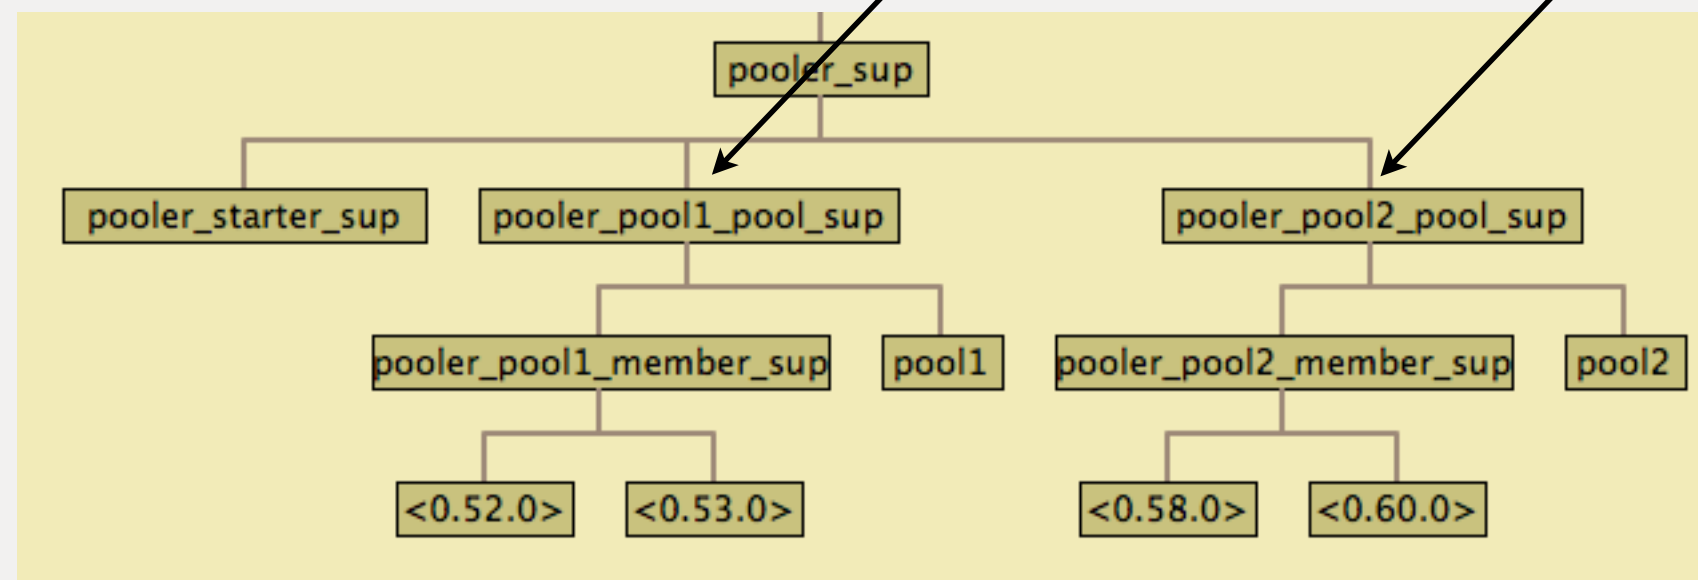 pooler_sup
pooler_starter_sup
pooler_pool1_pool_sup
pooler_pool2_pool_sup
pooler_pool1_member_sup
pool1
pooler_pool2_member_sup
pool2
<0.52.0>
<0.53.0>
<0.58.0>
<0.60.0>